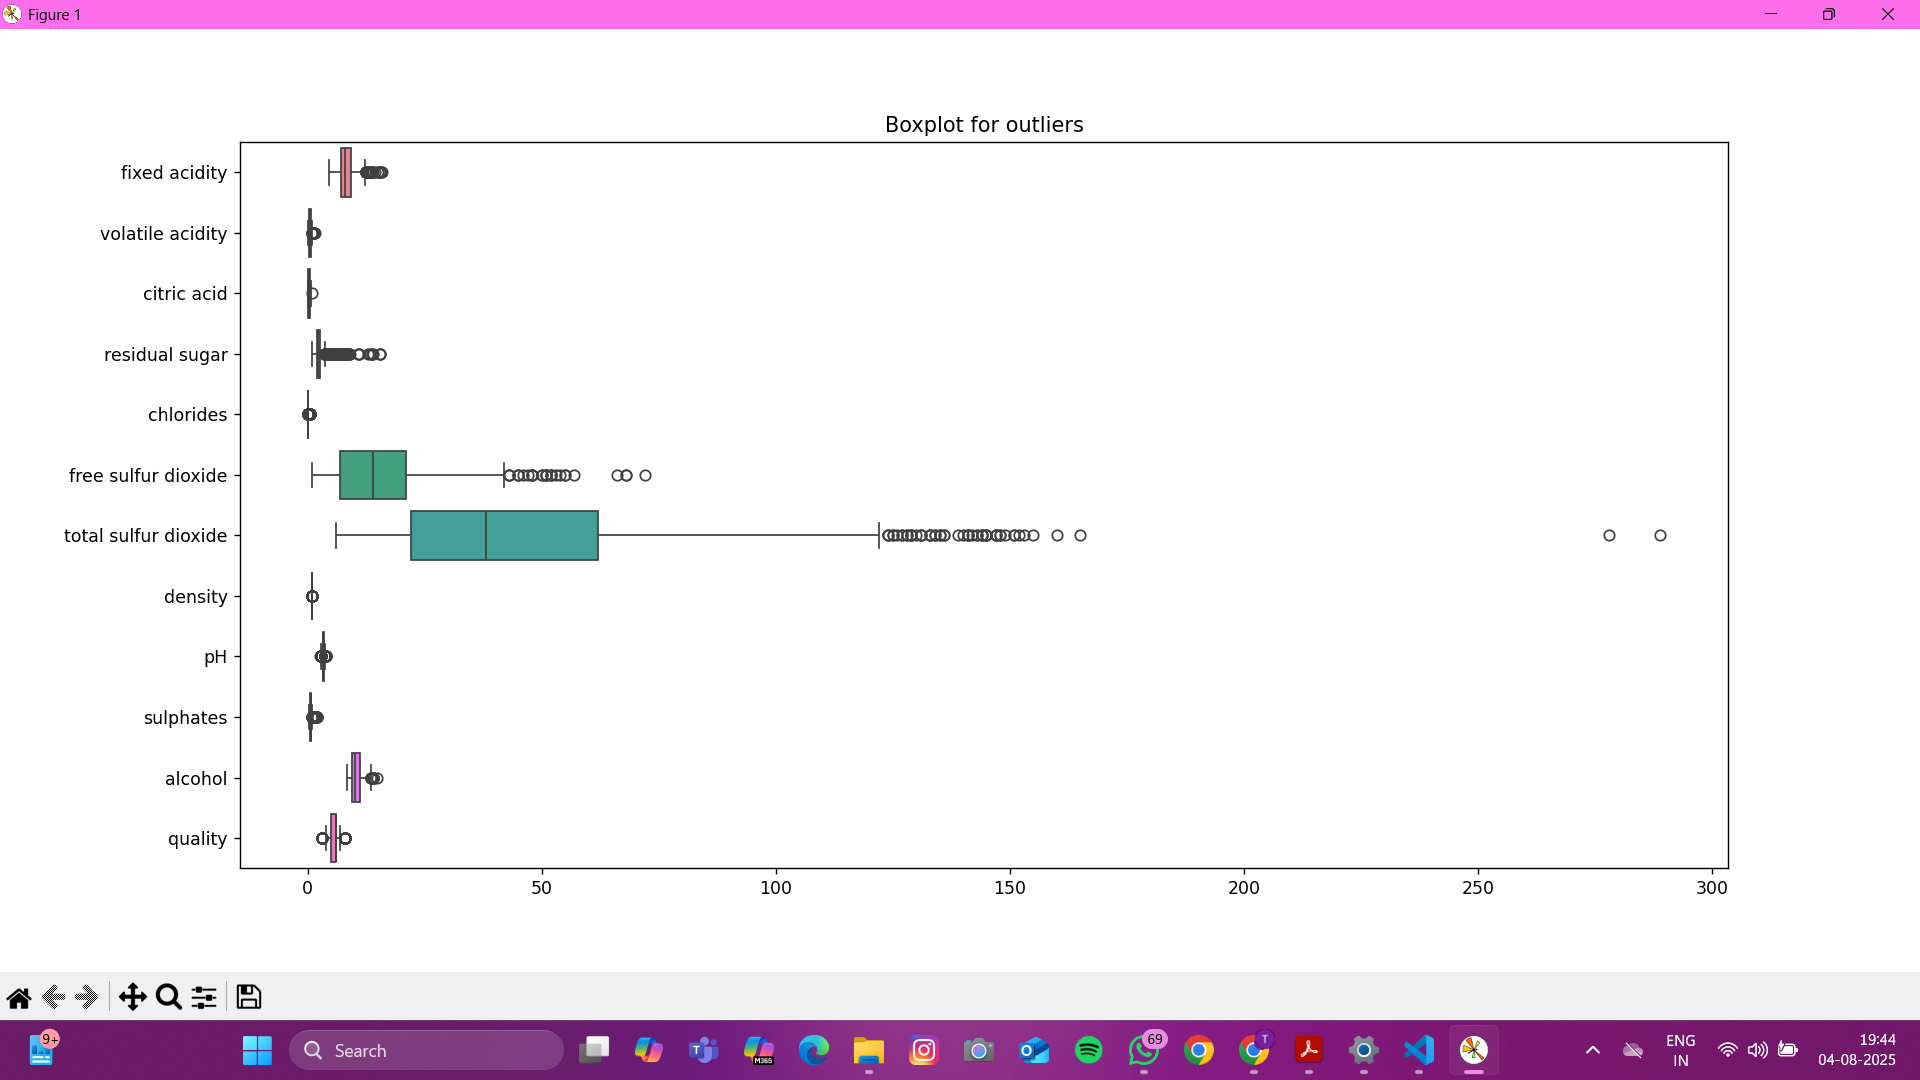 Figure 1
Boxplot for outliers
fixed acidity
volatile acidity
citric acid
residual sugar
chlorides
free sulfur dioxide
total sulfur dioxide
density
pH
sulphates
alcohol
quality
0 50 100 150 200 250 300
9+
Search
M365
69
T
ENG
IN
19:44
04-08-2025